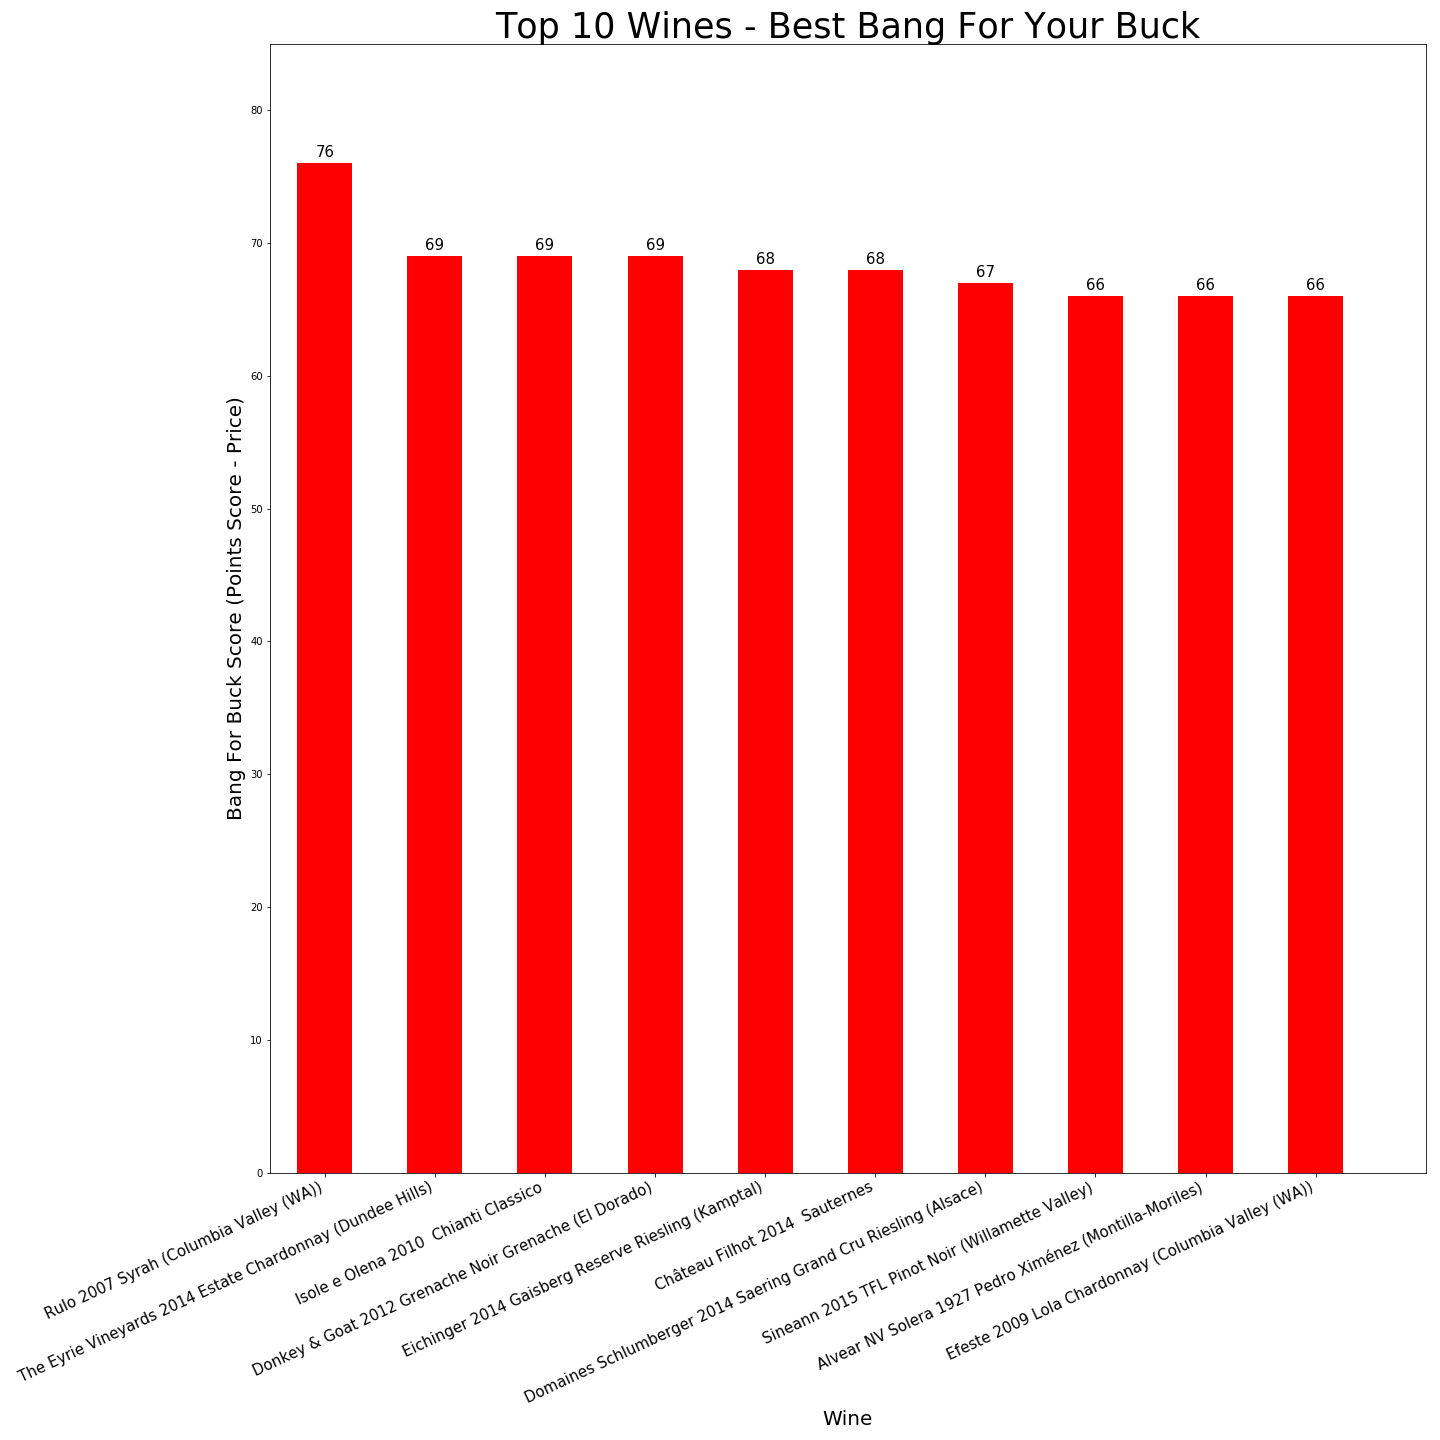 Top 10 Wines - Best Bang For Your Buck
Bang For Buck Score (Points Score - Price)
80
70
60
50
40
30
20
10
0
76
69
69
69
68
68
67
66
66
66
Rulo 2007 Syrah (Columbia Valley (WA))
The Eyrie Vineyards 2014 Estate Chardonnay (Dundee Hills)
Isole e Olena 2010  Chianti Classico
Donkey & Goat 2012 Grenache Noir Grenache (El Dorado)
Eichinger 2014 Gaisberg Reserve Riesling (Kamptal)
Château Filhot 2014  Sauternes
Domaines Schlumberger 2014 Saering Grand Cru Riesling (Alsace)
Sineann 2015 TFL Pinot Noir (Willamette Valley)
Alvear NV Solera 1927 Pedro Ximénez (Montilla-Moriles)
Efeste 2009 Lola Chardonnay (Columbia Valley (WA))
Wine